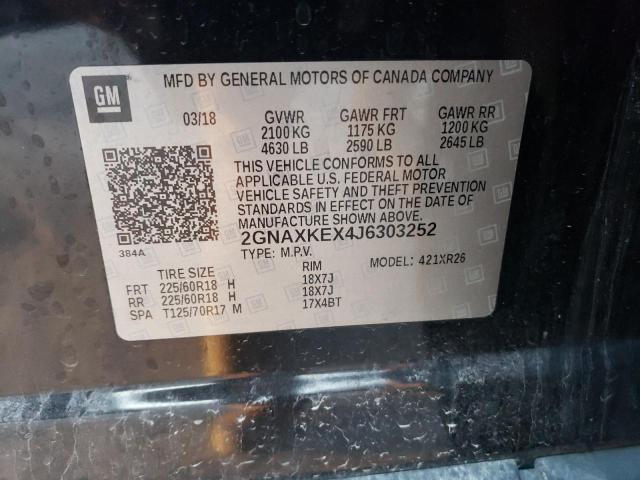 MFD BY GENERAL MOTORS OF CANADA COMPANY
GM
03/18 GVWR GAWR FRT GAWR RR
2100 KG 1175 KG 1200 KG
4630 LB 2590 LB 2645 LB
THIS VEHICLE CONFORMS TO ALL
APPLICABLE U.S. FEDERAL MOTOR
VEHICLE SAFETY AND THEFT PREVENTION
STANDARDS IN EFFECT ON THE DATE OF
MANUFACTURE SHOWN ABOVE.
384A
2GNAXKEX4J6303252
TYPE: M.P.V. MODEL: 421XR26
TIRE SIZE RIM
FRT 225/60R18 H 18X7J
RR 225/60R18 H 18X7J
SPA T125/70R17 M 17X4BT